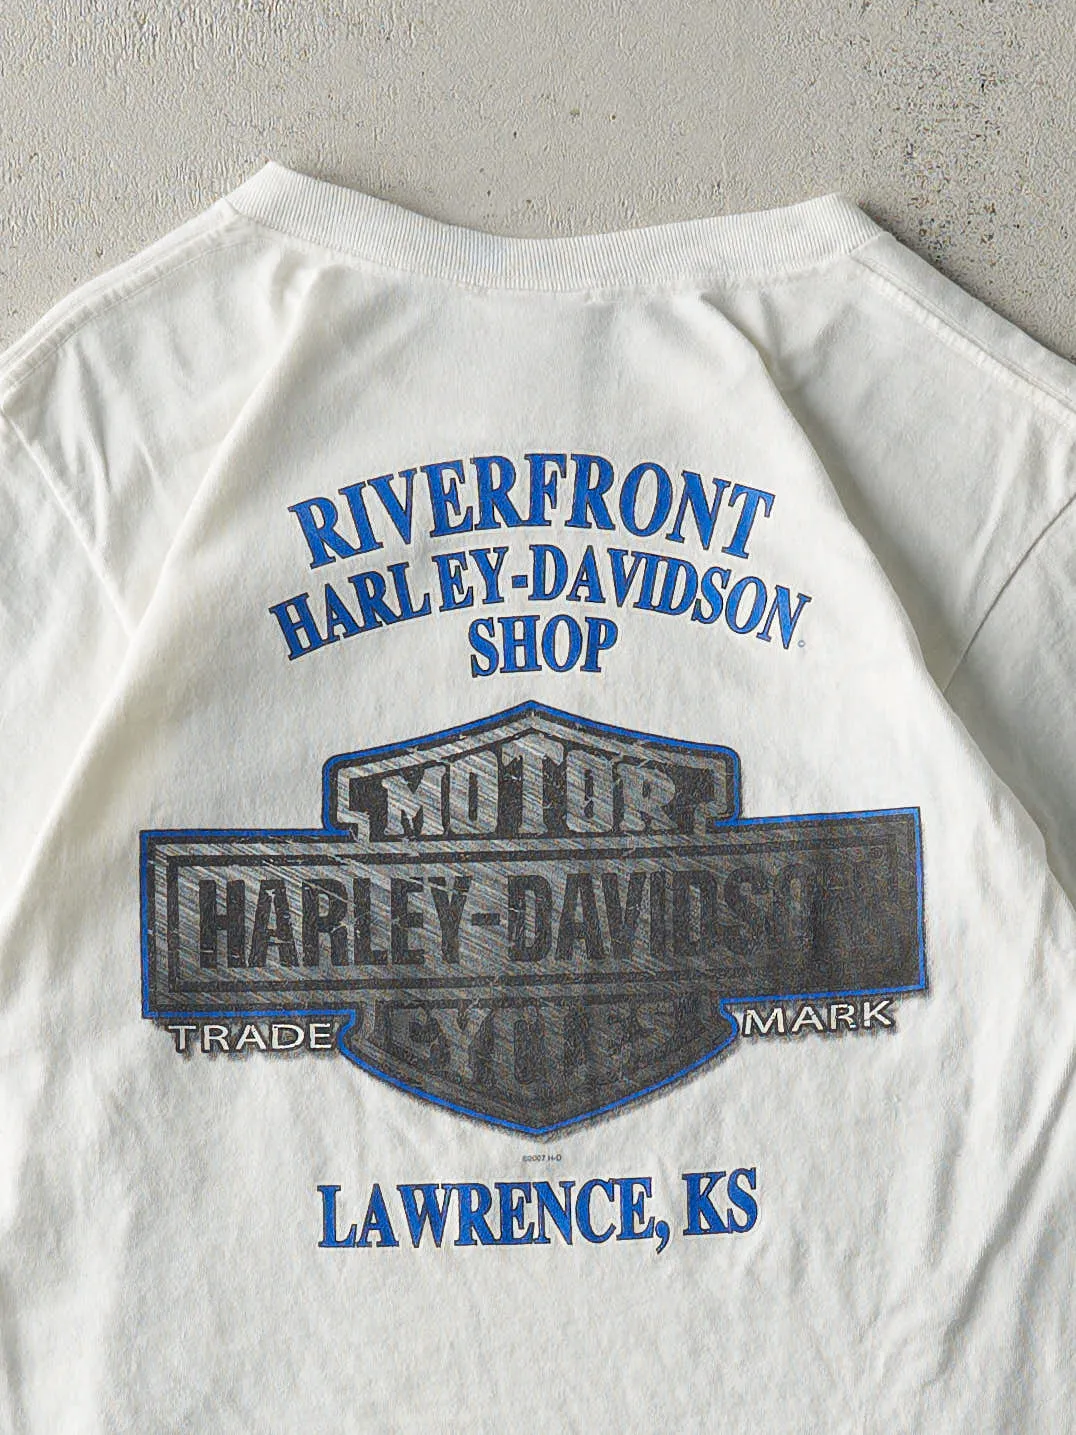 RIVERFRONT
HARLEY-DAVIDSON
SHOP
MOTOR
HARLEY-DAVIDSON
CYCLES
TRADE MARK
©2007 H-D
LAWRENCE, KS